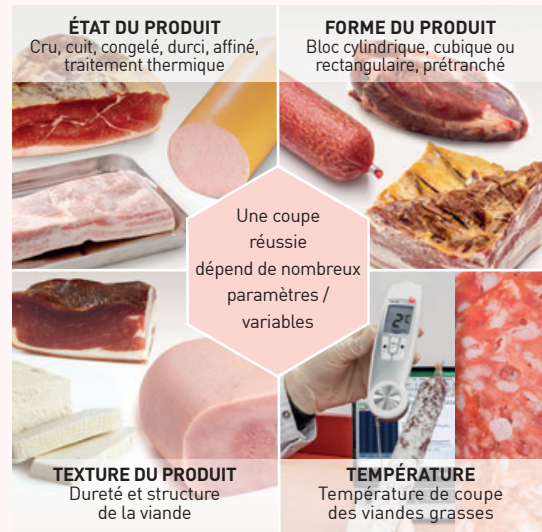 ÉTAT DU PRODUIT
Cru, cuit, congelé, durci, affiné,
traitement thermique
FORME DU PRODUIT
Bloc cylindrique, cubique ou
rectangulaire, prétranché
Une coupe
réussie
dépend de nombreux
paramètres /
variables
2°C
TEXTURE DU PRODUIT
Dureté et structure
de la viande
TEMPÉRATURE
Température de coupe
des viandes grasses